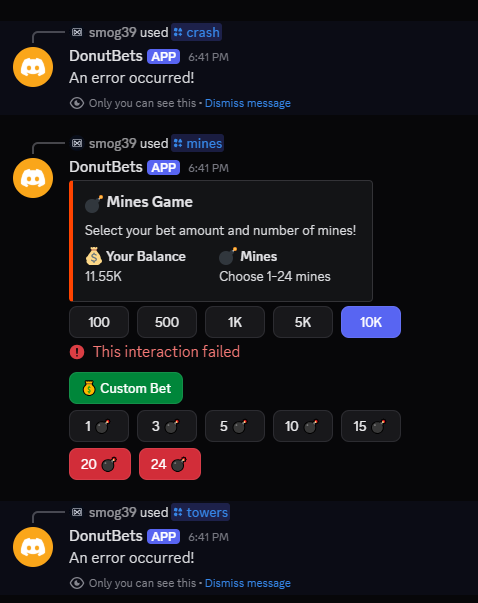 smog39 used crash
DonutBets APP 6:41 PM
An error occurred!
Only you can see this • Dismiss message
smog39 used mines
DonutBets APP 6:41 PM
Mines Game
Select your bet amount and number of mines!
Your Balance Mines
11.55K Choose 1-24 mines
100 500 1K 5K 10K
This interaction failed
Custom Bet
1 3 5 10 15
20 24
smog39 used towers
DonutBets APP 6:41 PM
An error occurred!
Only you can see this • Dismiss message